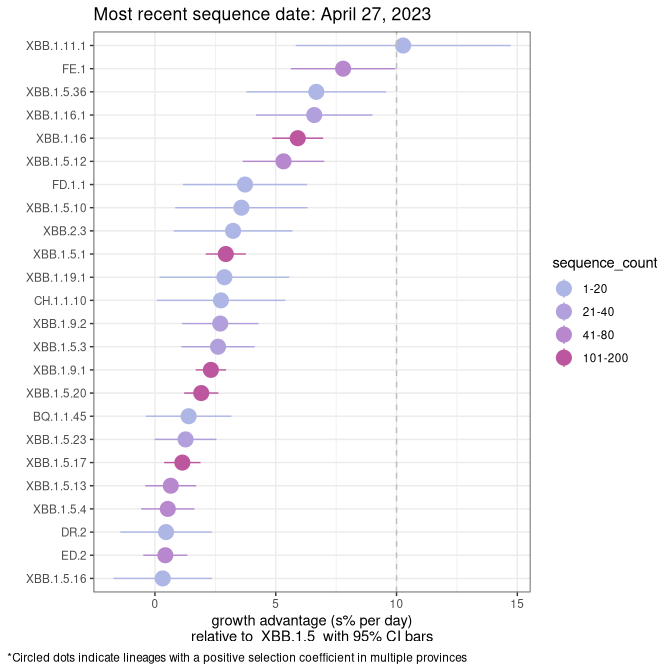 Most recent sequence date: April 27, 2023
XBB.1.11.1
FE.1
XBB.1.5.36
XBB.1.16.1
XBB.1.16
XBB.1.5.12
FD.1.1
XBB.1.5.10
XBB.2.3
XBB.1.5.1
XBB.1.19.1
CH.1.1.10
XBB.1.9.2
XBB.1.5.3
XBB.1.9.1
XBB.1.5.20
BQ.1.1.45
XBB.1.5.23
XBB.1.5.17
XBB.1.5.13
XBB.1.5.4
DR.2
ED.2
XBB.1.5.16
0 5 10 15
growth advantage (s% per day)
relative to XBB.1.5 with 95% CI bars
sequence_count
1-20
21-40
41-80
101-200
*Circled dots indicate lineages with a positive selection coefficient in multiple provinces